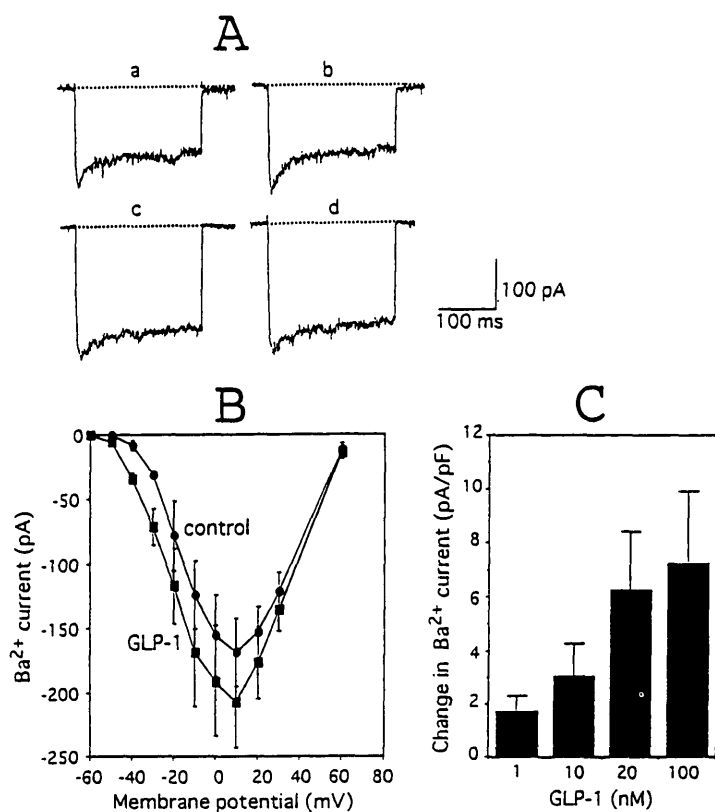 A
a b
c d
100 pA
100 ms
B
0
-50
-100
-150
-200
-250
Ba2+ current (pA)
control
GLP-1
-60 -40 -20 0 20 40 60 80
Membrane potential (mV)
C
12
10
8
6
4
2
0
Change in Ba2+ current (pA/pF)
1 10 20 100
GLP-1 (nM)